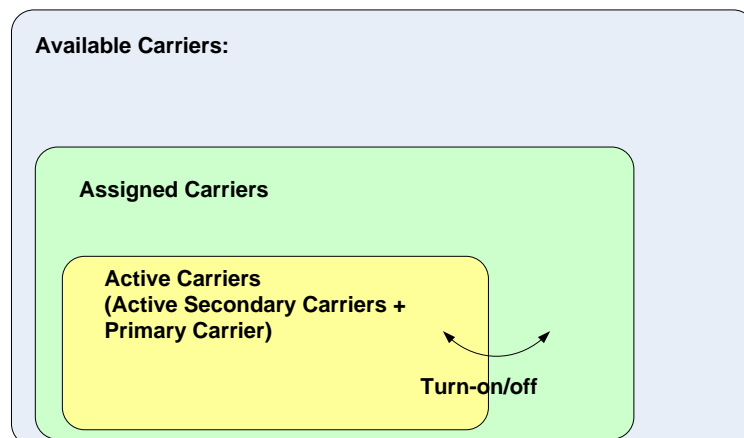 Available Carriers:
Assigned Carriers
Active Carriers
(Active Secondary Carriers +
Primary Carrier)
Turn-on/off